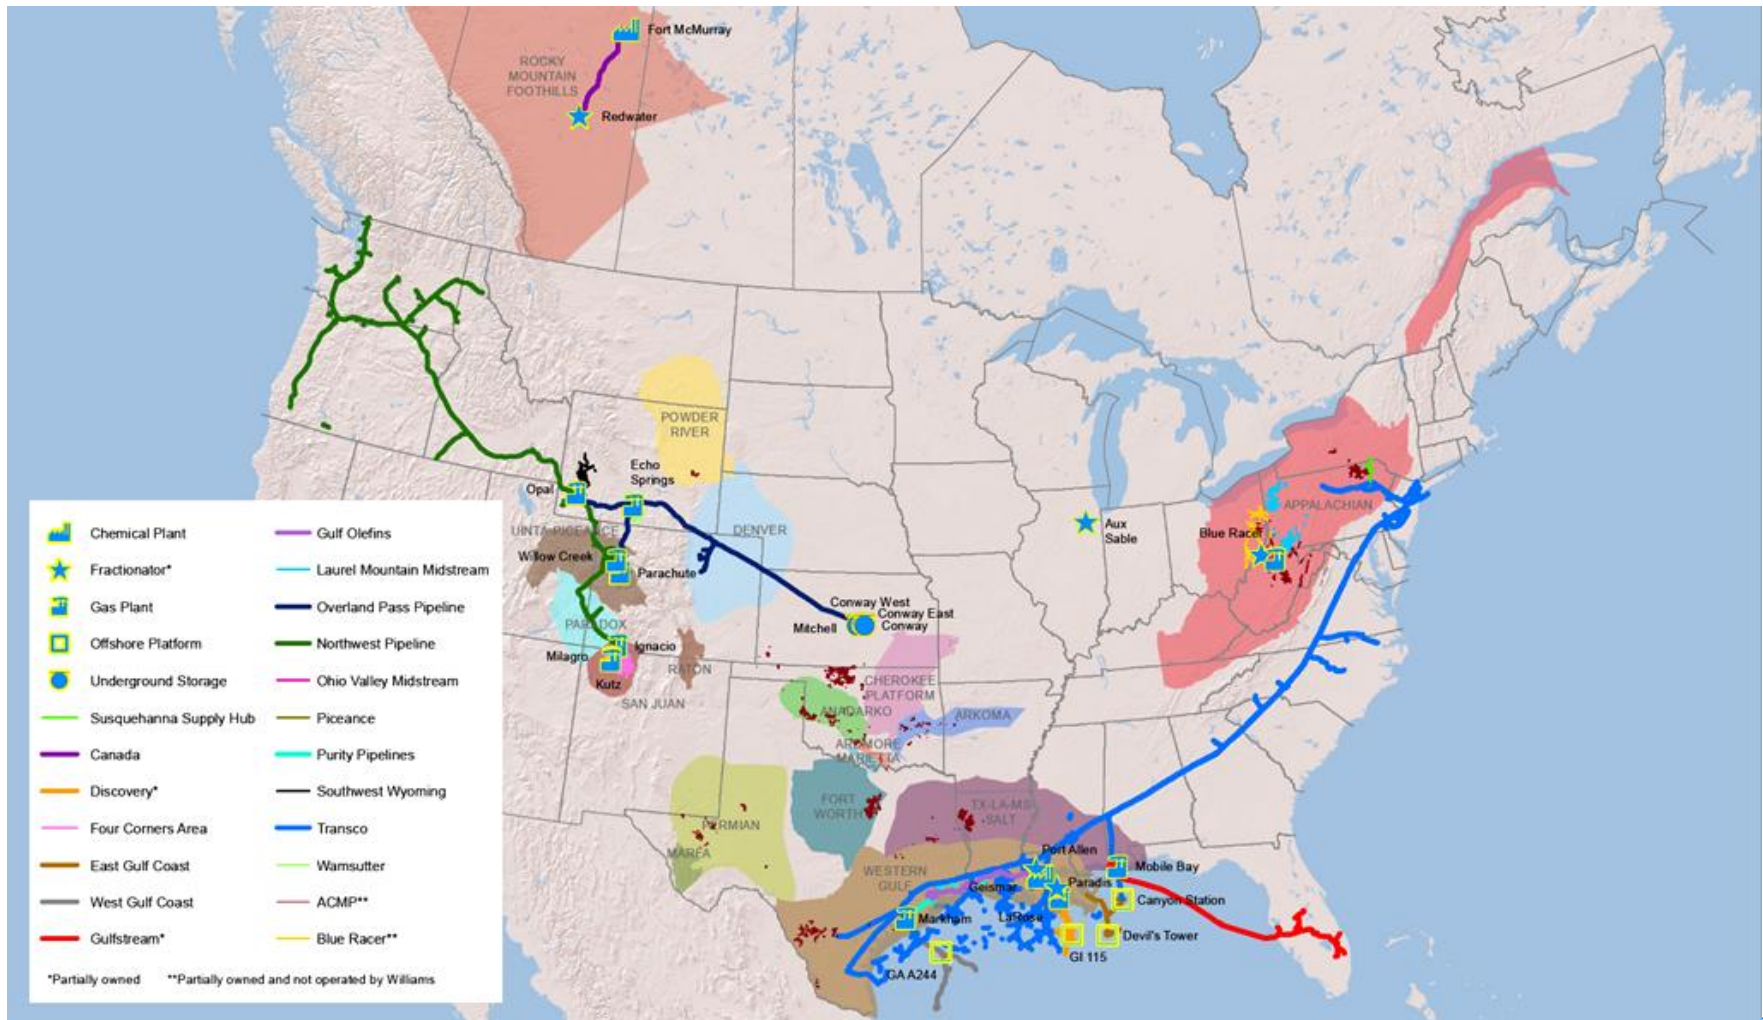 Fort McMurray
ROCKY
MOUNTAIN
FOOTHILLS
Redwater
POWDER
RIVER
Echo
Springs
Opal
UINTA-PICEANCE
DENVER
Willow Creek
Parachute
PARADOX
Ignacio
Milagro
Kutz
RATON
SAN JUAN
Conway West
Conway East
Mitchell
Conway
Aux
Sable
APPALACHIAN
Blue Racer
CHEROKEE
PLATFORM
ANADARKO
ARKOMA
ARDMORE
MARIETTA
FORT
WORTH
PERMIAN
MARFA
TX-LA-MS
SALT
WESTERN
GULF
Port Allen
Mobile Bay
Geismar
Paradis
Canyon Station
Markham
LaRose
Devil's Tower
GI 115
GA A244
Chemical Plant
Fractionator*
Gas Plant
Offshore Platform
Underground Storage
Susquehanna Supply Hub
Canada
Discovery*
Four Corners Area
East Gulf Coast
West Gulf Coast
Gulfstream*
Gulf Olefins
Laurel Mountain Midstream
Overland Pass Pipeline
Northwest Pipeline
Ohio Valley Midstream
Piceance
Purity Pipelines
Southwest Wyoming
Transco
Wamsutter
ACMP**
Blue Racer**
*Partially owned **Partially owned and not operated by Williams